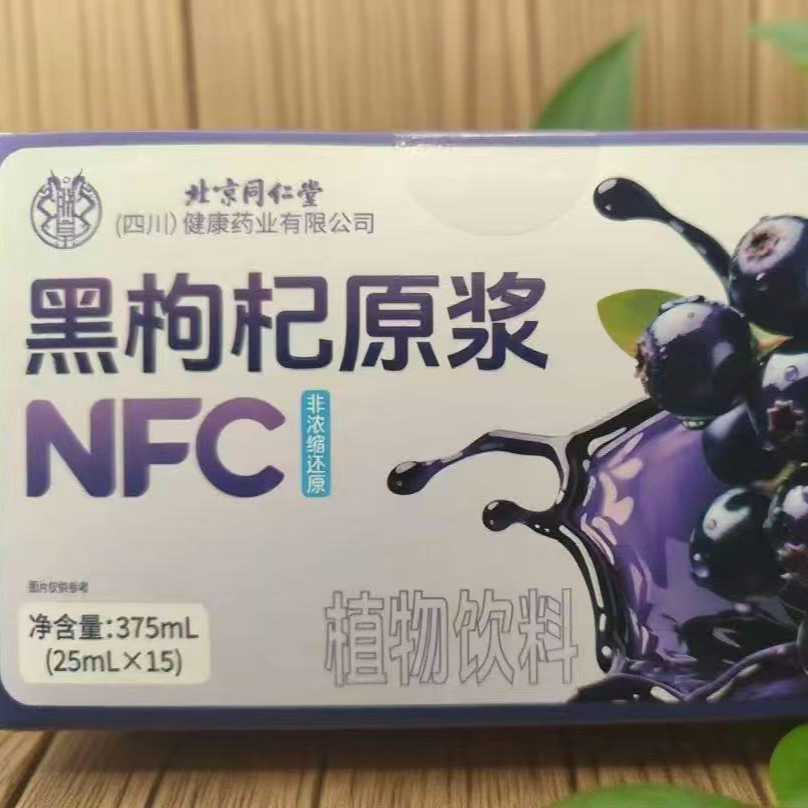 北京同仁堂
(四川)健康药业有限公司
黑枸杞原浆
NFC
非浓缩还原
图片仅供参考
净含量:375mL
(25mL×15)
植物饮料